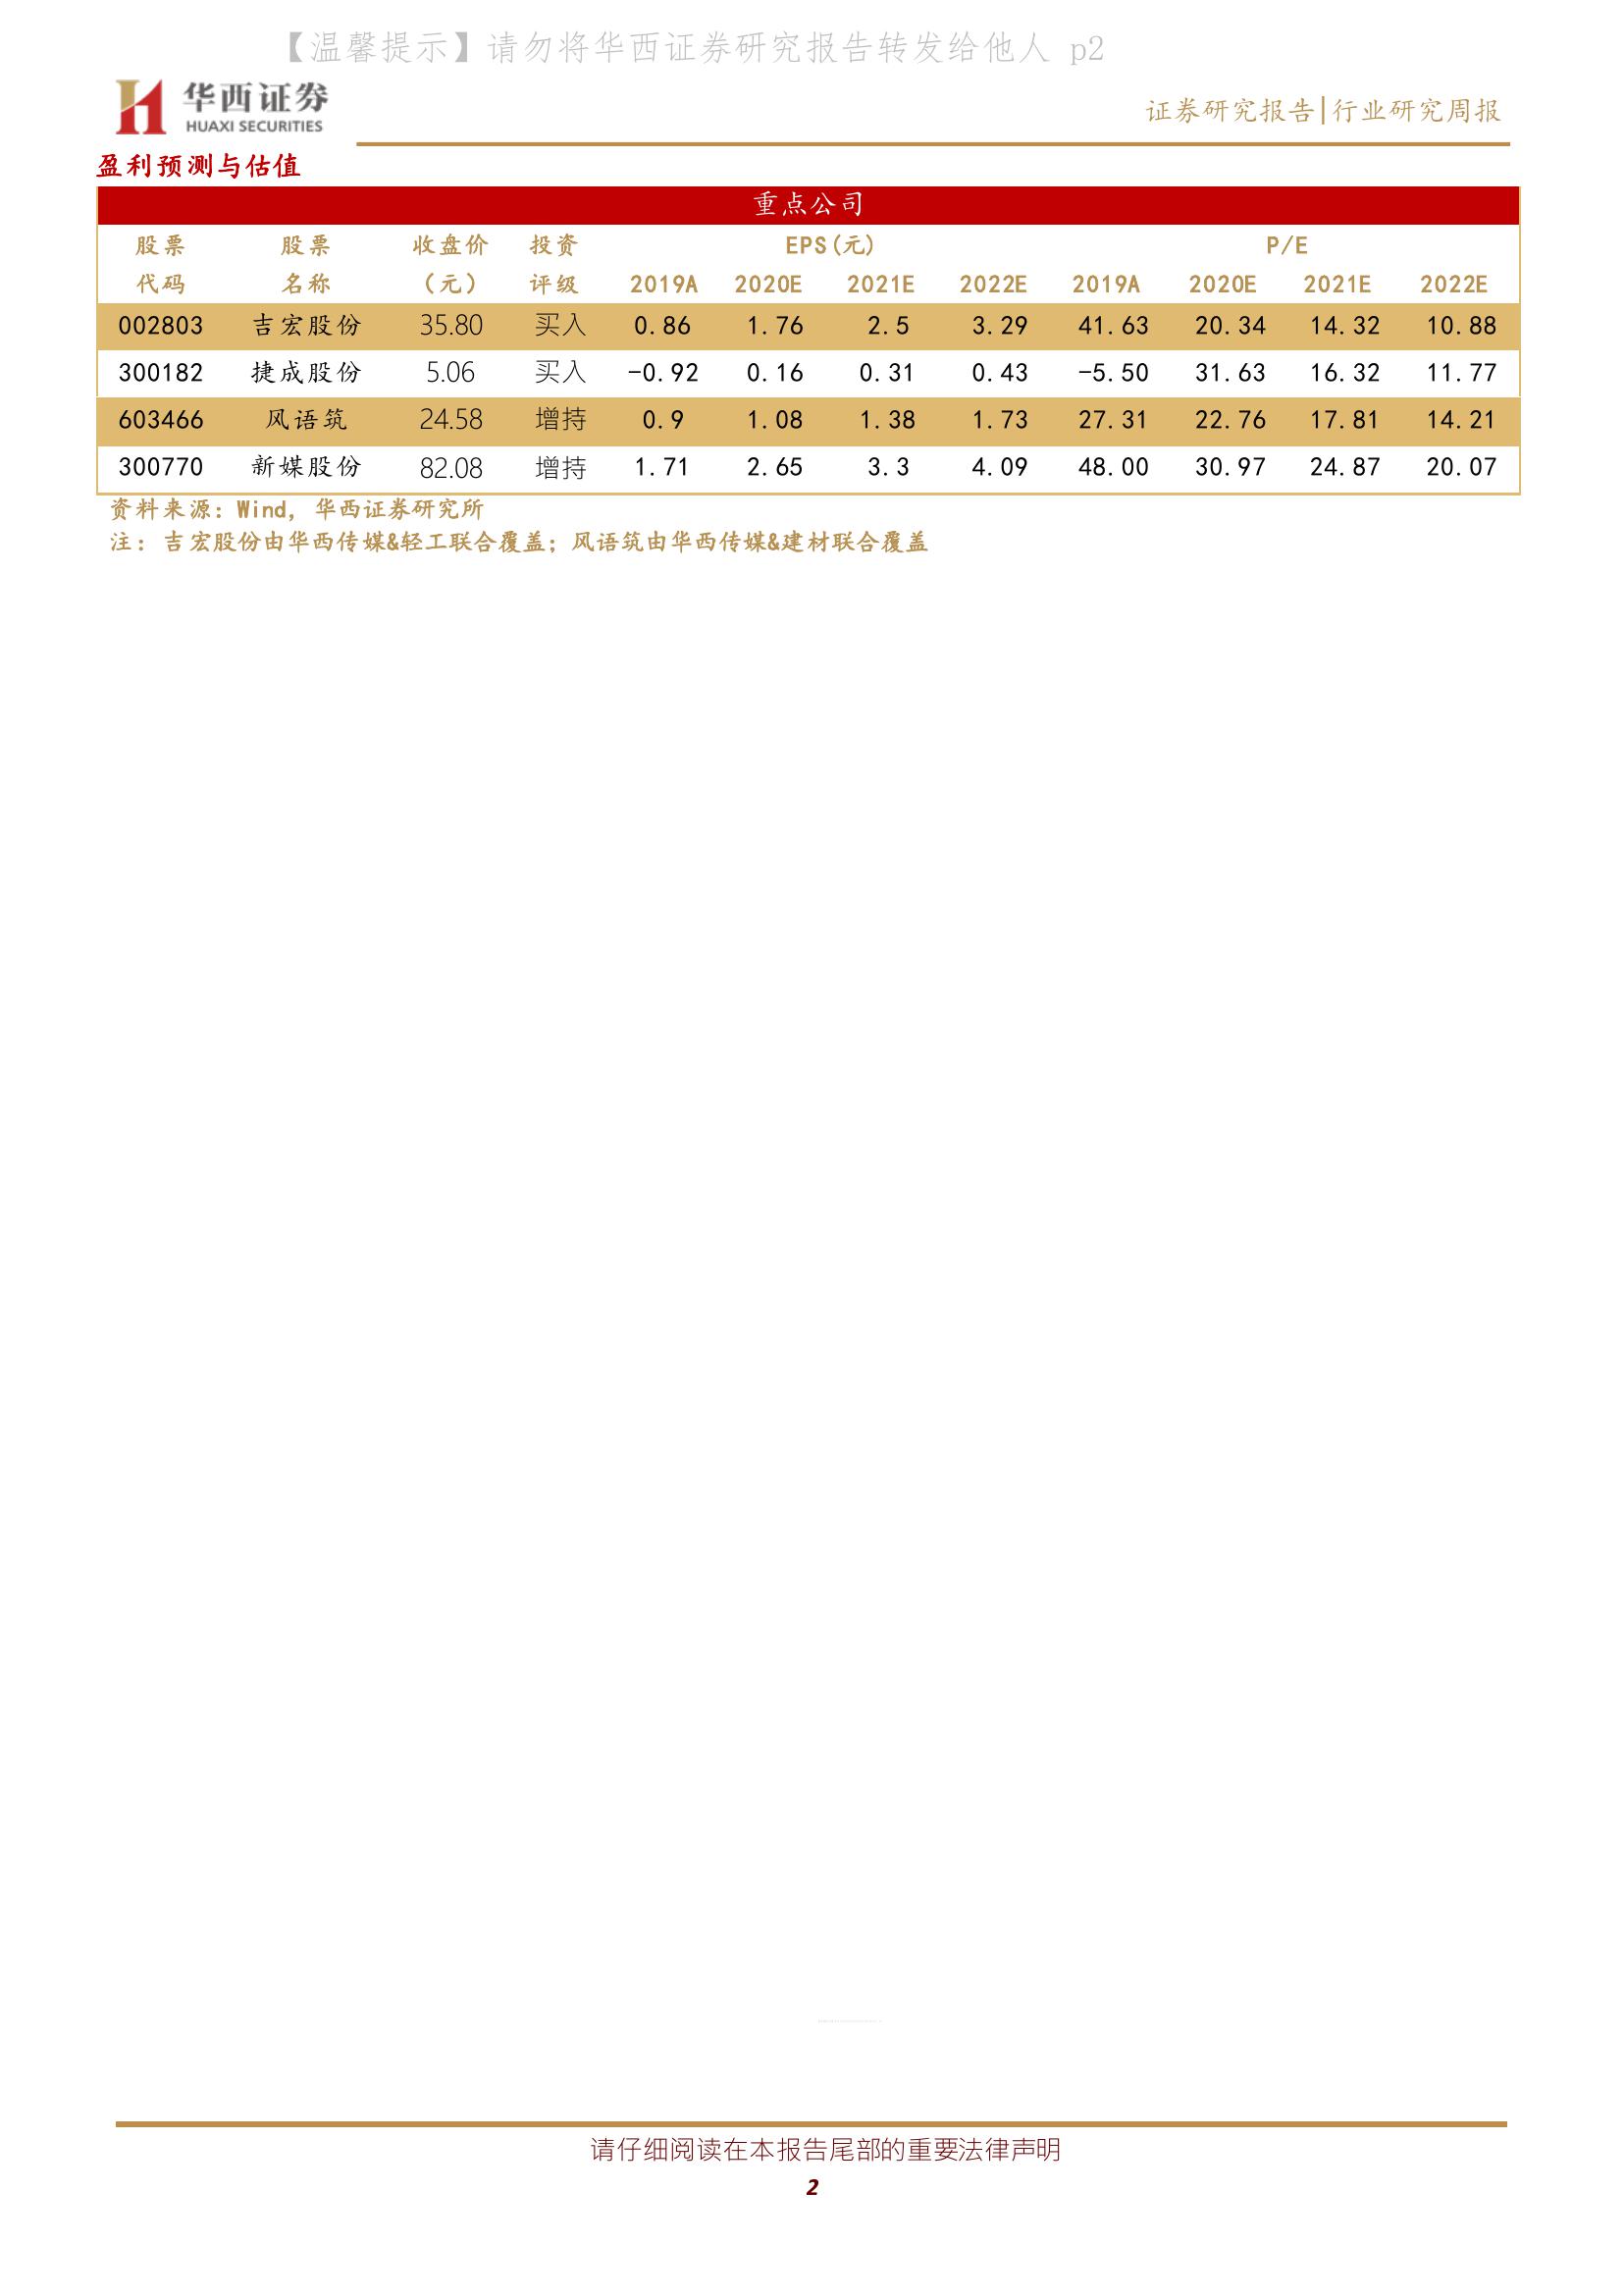 【温馨提示】请勿将华西证券研究报告转发给他人 p2
华西证券
HUAXI SECURITIES
证券研究报告|行业研究周报
盈利预测与估值
重点公司
股票 股票 收盘价 投资 EPS(元) P/E
代码 名称 （元） 评级 2019A 2020E 2021E 2022E 2019A 2020E 2021E 2022E
002803 吉宏股份 35.80 买入 0.86 1.76 2.5 3.29 41.63 20.34 14.32 10.88
300182 捷成股份 5.06 买入 -0.92 0.16 0.31 0.43 -5.50 31.63 16.32 11.77
603466 风语筑 24.58 增持 0.9 1.08 1.38 1.73 27.31 22.76 17.81 14.21
300770 新媒股份 82.08 增持 1.71 2.65 3.3 4.09 48.00 30.97 24.87 20.07
资料来源：Wind，华西证券研究所
注：吉宏股份由华西传媒&轻工联合覆盖；风语筑由华西传媒&建材联合覆盖
请仔细阅读在本报告尾部的重要法律声明
2